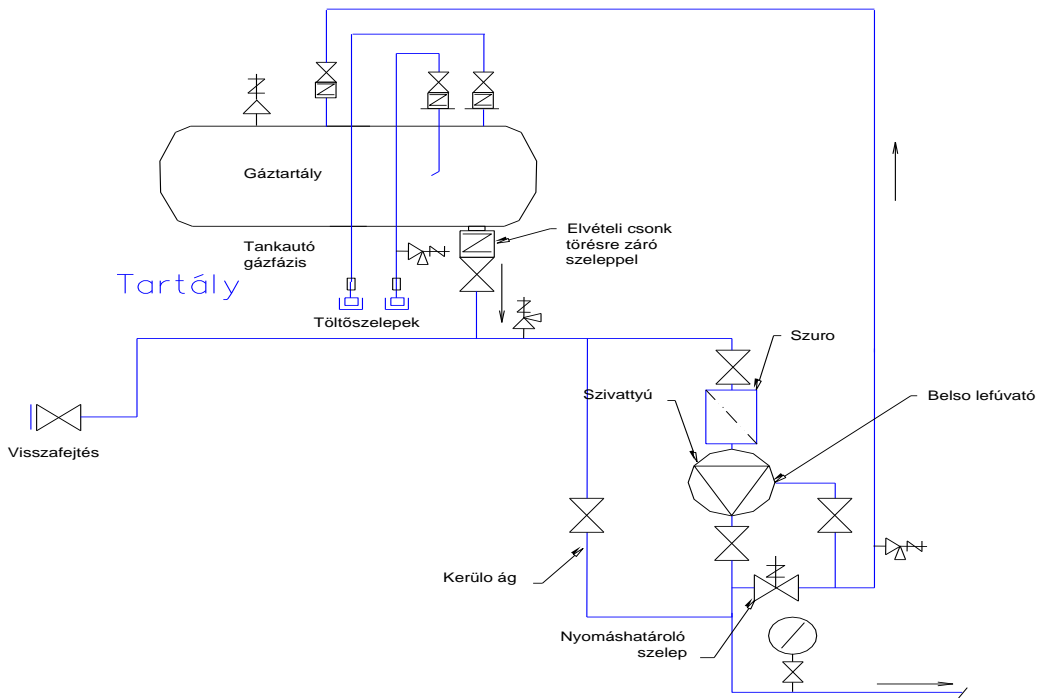 Gáztartály
Elvételi csonk
törésre záró
szeleppel
Tankautó
gázfázis
Tartály
Töltőszelepek
Szuro
Szivattyú
Belso lefúvató
Visszafejtés
Kerülo ág
Nyomáshatároló
szelep